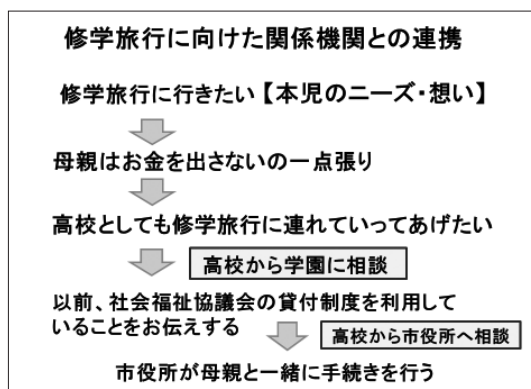 修学旅行に向けた関係機関との連携
修学旅行に行きたい【本児のニーズ・想い】
母親はお金を出さないの一点張り
高校としても修学旅行に連れていってあげたい
高校から学園に相談
以前、社会福祉協議会の貸付制度を利用して
いることをお伝えする
高校から市役所へ相談
市役所が母親と一緒に手続きを行う